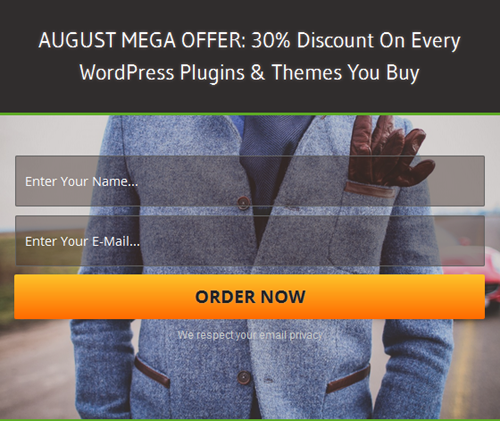 AUGUST MEGA OFFER: 30% Discount On Every
WordPress Plugins & Themes You Buy
Enter Your Name...
Enter Your E-Mail...
ORDER NOW
We respect your email privacy